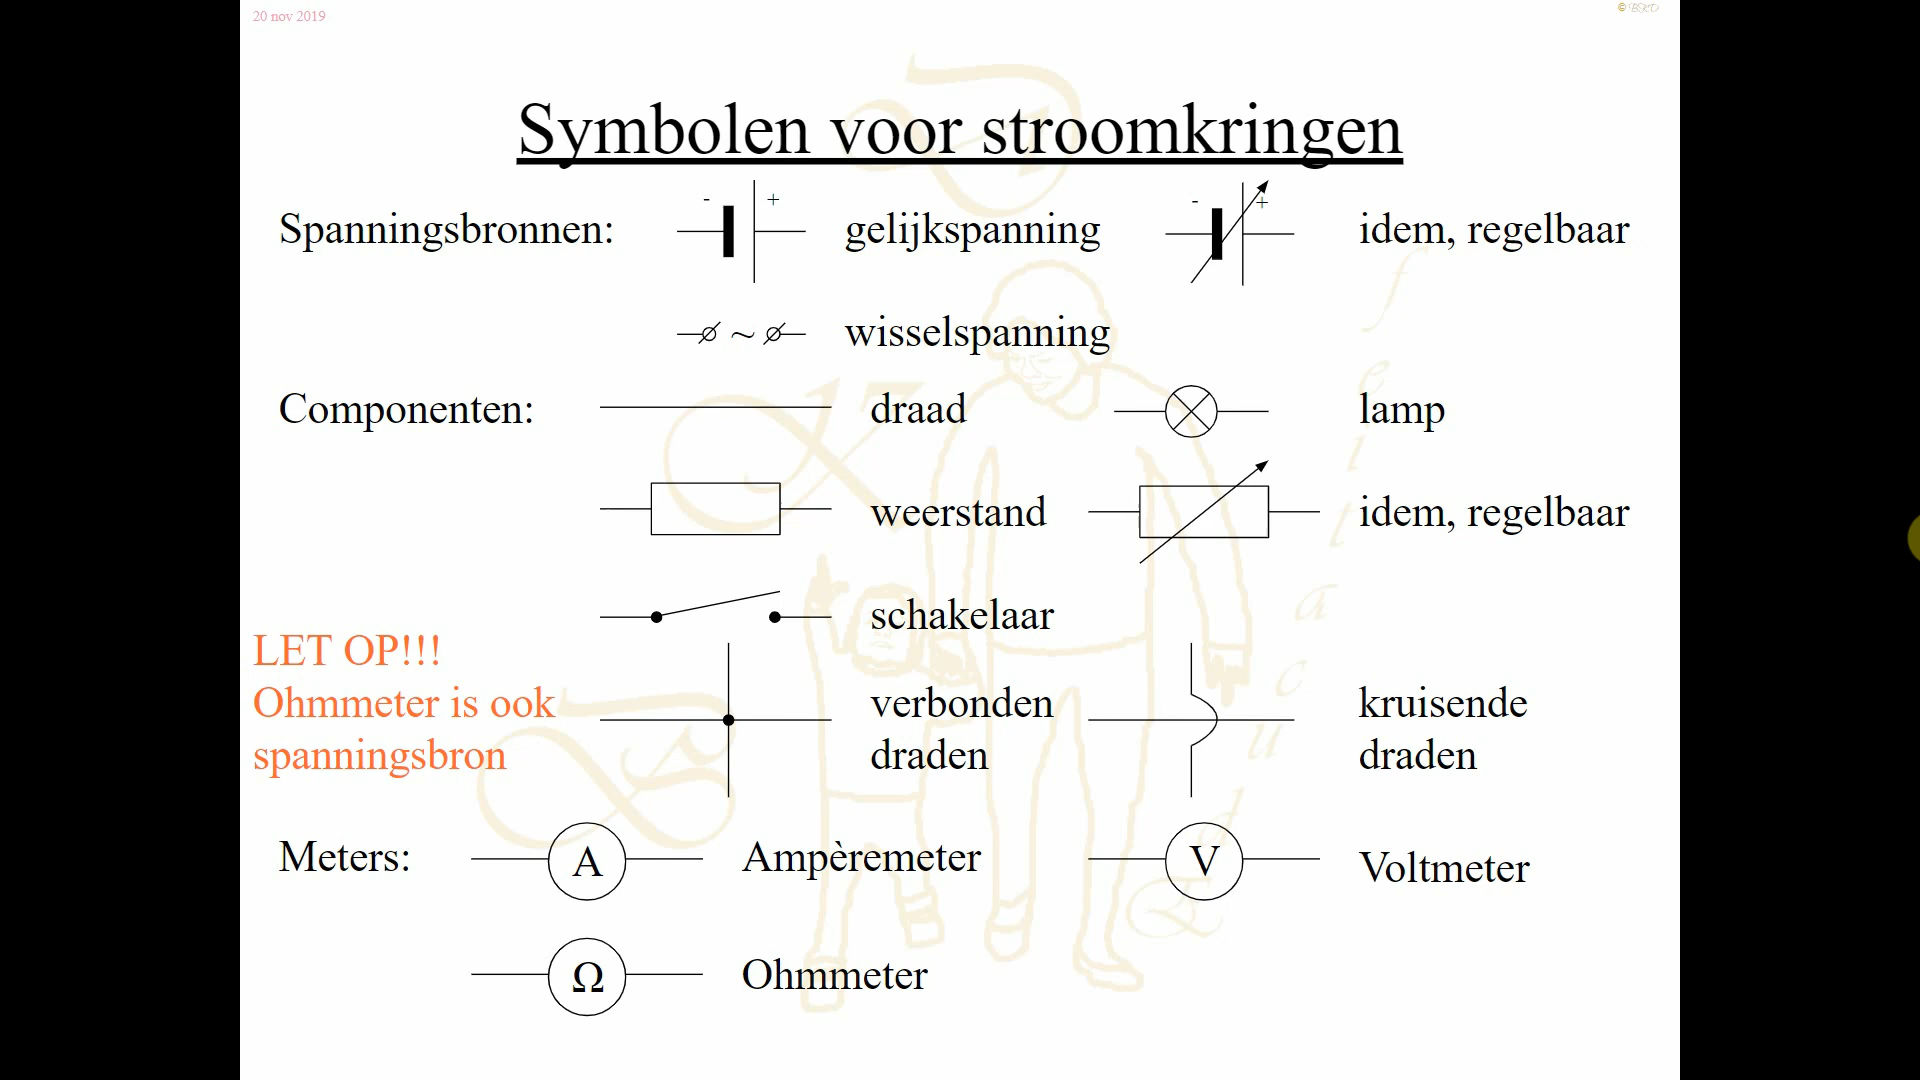 20 nov 2019
© BKD
Symbolen voor stroomkringen
Spanningsbronnen: - + gelijkspanning - + idem, regelbaar
~ wisselspanning
Componenten: draad lamp
weerstand idem, regelbaar
schakelaar
LET OP!!!
Ohmmeter is ook
spanningsbron
verbonden
draden
kruisende
draden
Meters: A Ampèremeter V Voltmeter
Ω Ohmmeter